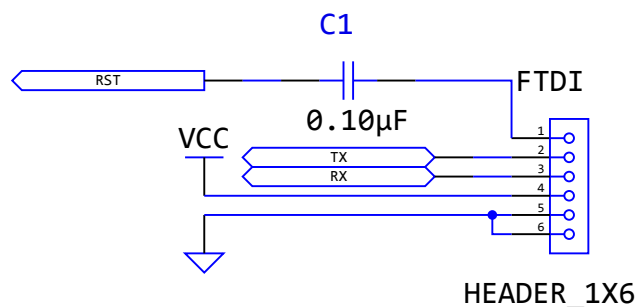 C1
RST
FTDI
0.10µF
VCC
TX
RX
1
2
3
4
5
6
HEADER_1X6